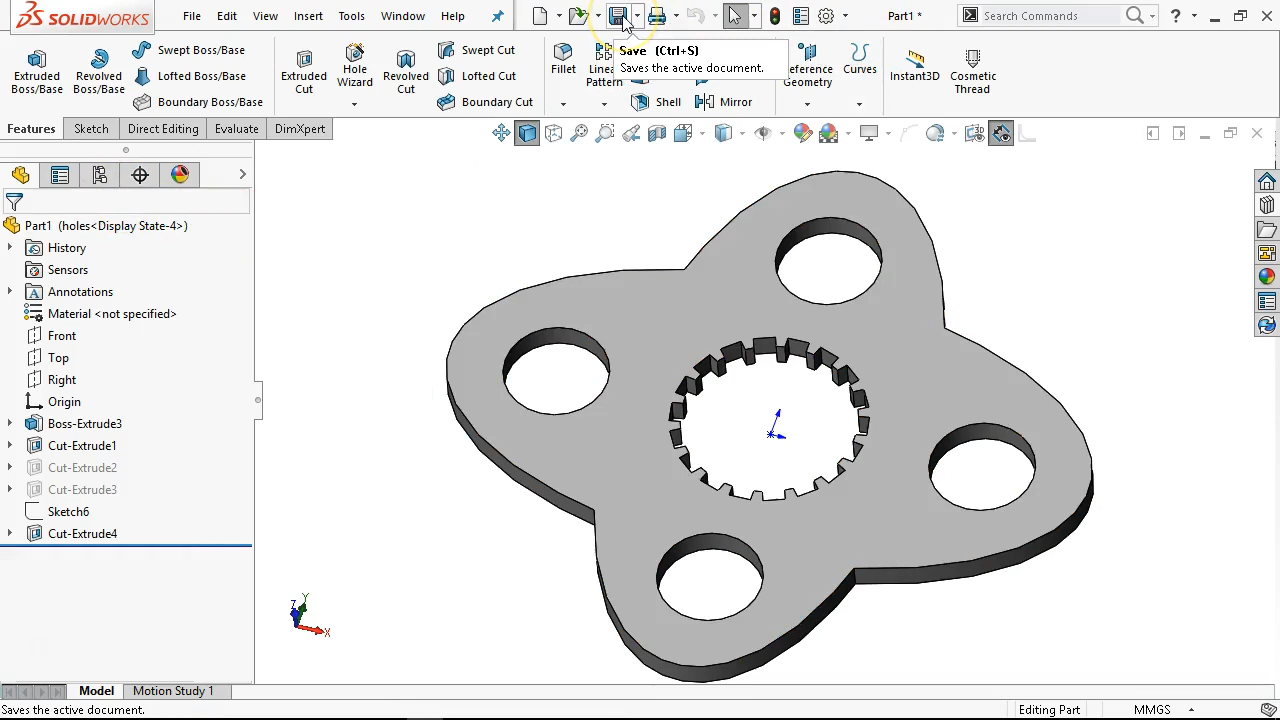 SOLIDWORKS
File Edit View Insert Tools Window Help
Part1 *
Search Commands
?
Save (Ctrl+S)
Saves the active document.
Extruded Boss/Base
Revolved Boss/Base
Swept Boss/Base
Lofted Boss/Base
Boundary Boss/Base
Extruded Cut
Hole Wizard
Revolved Cut
Swept Cut
Lofted Cut
Boundary Cut
Fillet
Linear Pattern
Shell
Mirror
Reference Geometry
Curves
Instant3D
Cosmetic Thread
Features Sketch Direct Editing Evaluate DimXpert
Part1 (holes<Display State-4>)
History
Sensors
Annotations
Material <not specified>
Front
Top
Right
Origin
Boss-Extrude3
Cut-Extrude1
Cut-Extrude2
Cut-Extrude3
Sketch6
Cut-Extrude4
Z
Y
X
Model Motion Study 1
Saves the active document.
Editing Part
MMGS